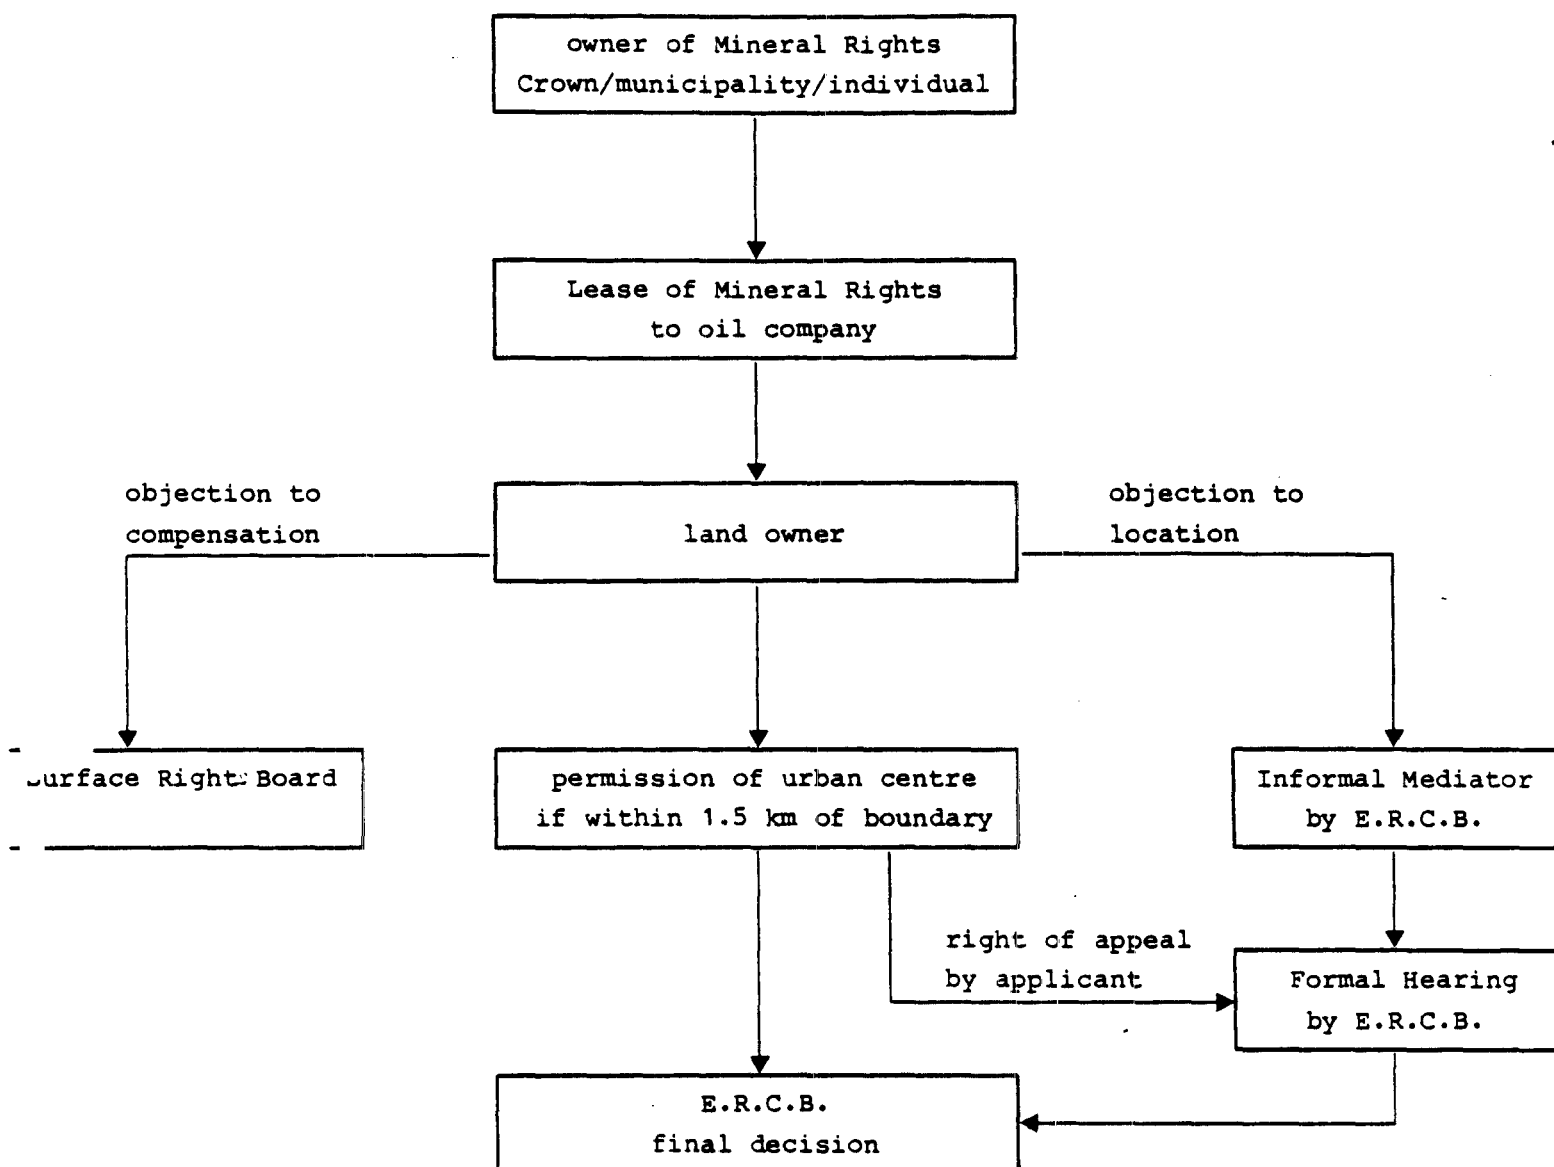 owner of Mineral Rights
Crown/municipality/individual
Lease of Mineral Rights
to oil company
objection to
compensation
land owner
objection to
location
Surface Right Board
permission of urban centre
if within 1.5 km of boundary
Informal Mediator
by E.R.C.B.
right of appeal
by applicant
Formal Hearing
by E.R.C.B.
E.R.C.B.
final decision